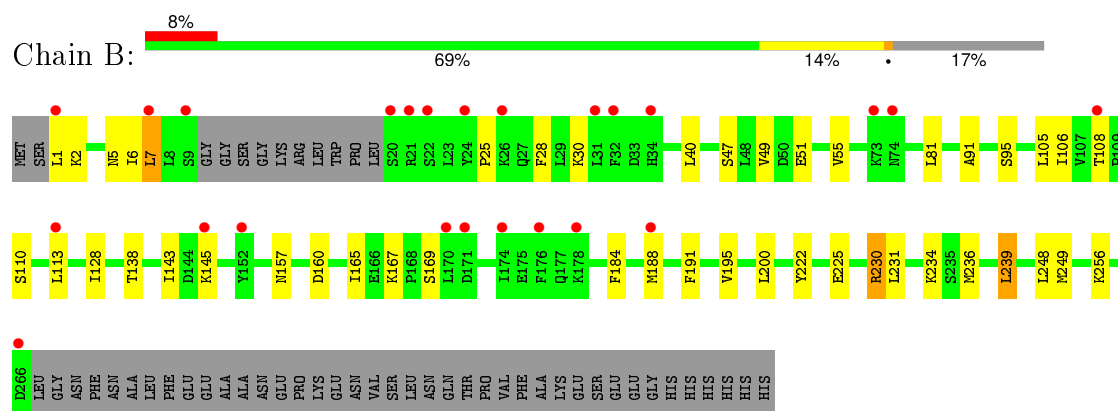 8%
Chain B:
69% 14% • 17%
MET SER L1 K2 N5 I6 L7 L8 S9 GLY GLY SER GLY LYS ARG LEU TRP PRO LEU S20 R21 S22 L23 Y24 P25 K26 Q27 F28 L29 K30 L31 F32 D33 H34 L40 S47 L48 V49 D50 E51 V55 K73 N74 L81 A91 S95 L105 I106 V107 T108
S110 L113 I128 T138 I143 D144 K145 Y152 N157 D160 I165 E166 K167 P168 S169 L170 D171 I174 E175 F176 Q177 K178 F184 M188 F191 V195 L200 Y222 E225 R230 L231 K234 S235 M236 L239 L248 M249 K256
D266 LEU GLY ASN PHE ASN ALA LEU PHE GLU GLU ALA ALA ASN GLU PRO LYS GLU ASN VAL SER LEU ASN GLN THR PRO VAL PHE ALA LYS GLU SER GLU GLU GLY HIS HIS HIS HIS HIS HIS